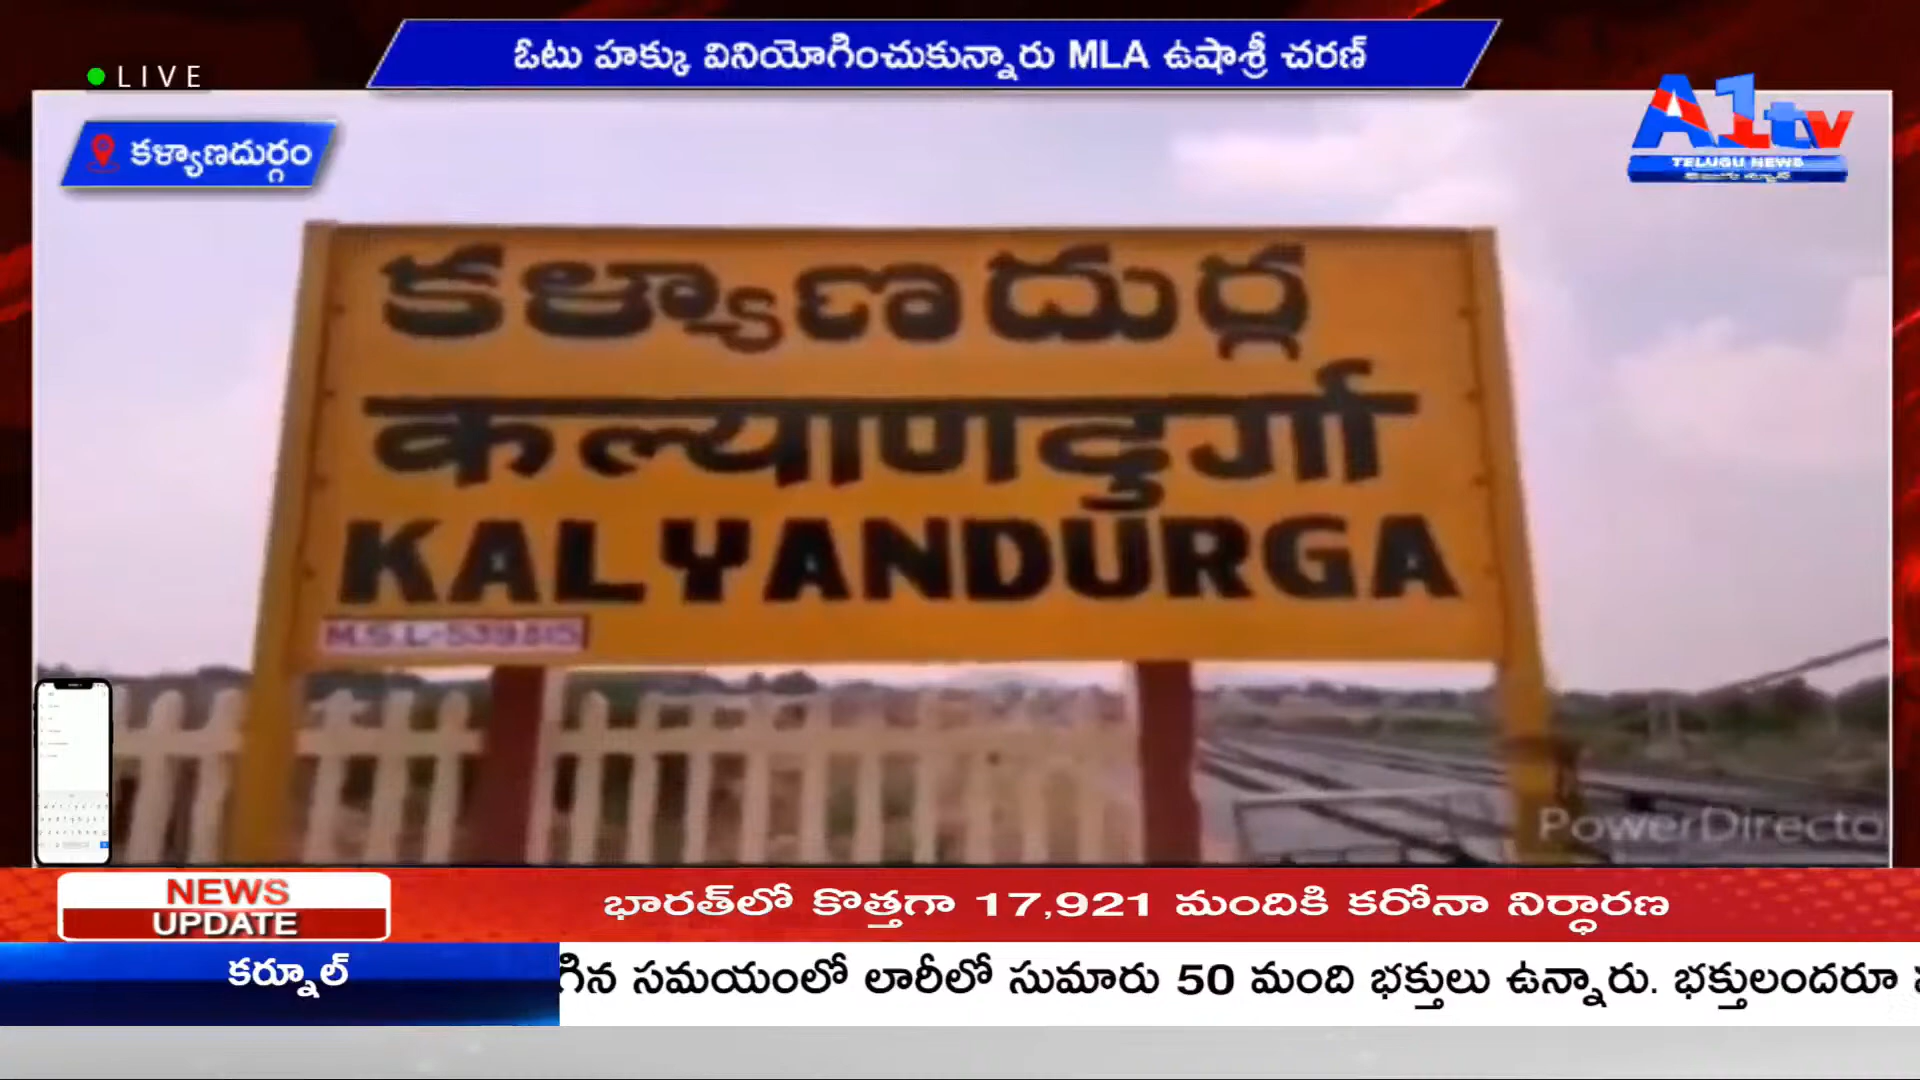 ఓటు హక్కు వినియోగించుకున్నారు MLA ఉషాశ్రీ చరణ్
LIVE
A1tv
TELUGU NEWS
తెలుగు న్యూస్
కళ్యాణదుర్గం
కళ్యాణదుర్గ
कल्याणदुर्गा
KALYANDURGA
M.S.L-
PowerDirecto
NEWS
UPDATE
భారత్‌లో కొత్తగా 17,921 మందికి కరోనా నిర్ధారణ
కర్నూల్
గిన సమయంలో లారీలో సుమారు 50 మంది భక్తులు ఉన్నారు. భక్తులందరూ